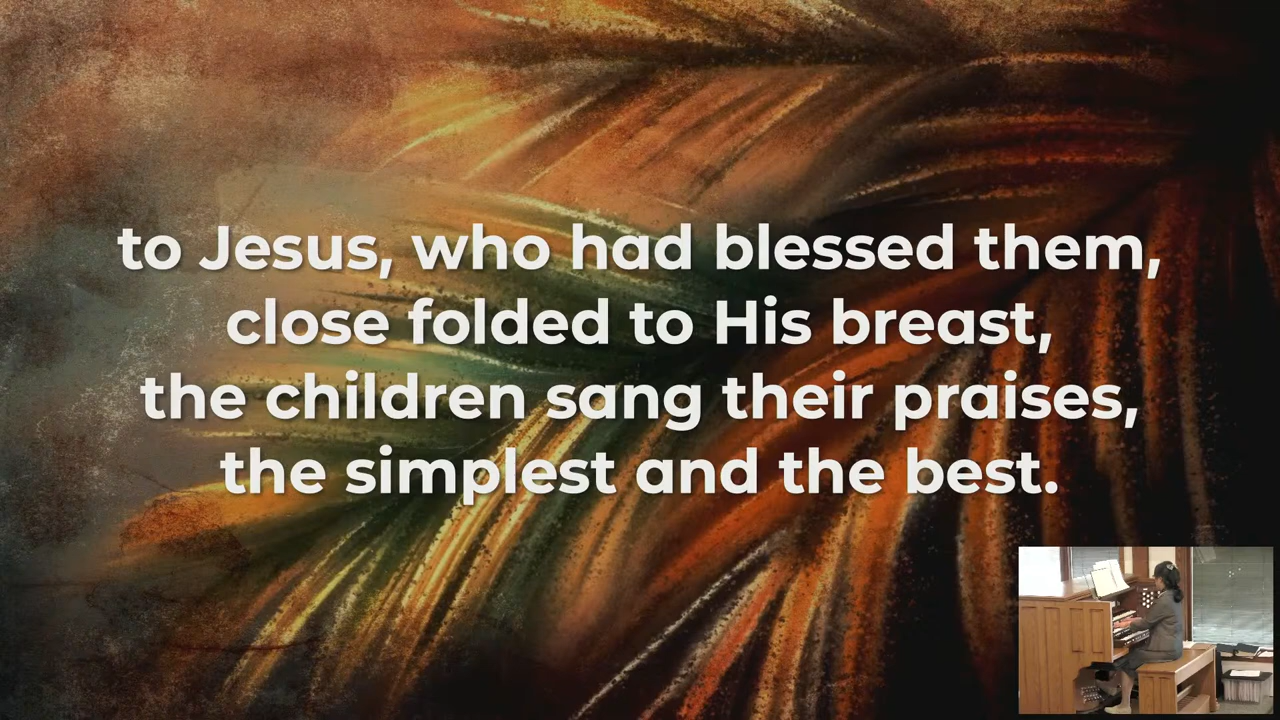 to Jesus, who had blessed them,
close folded to His breast,
the children sang their praises,
the simplest and the best.